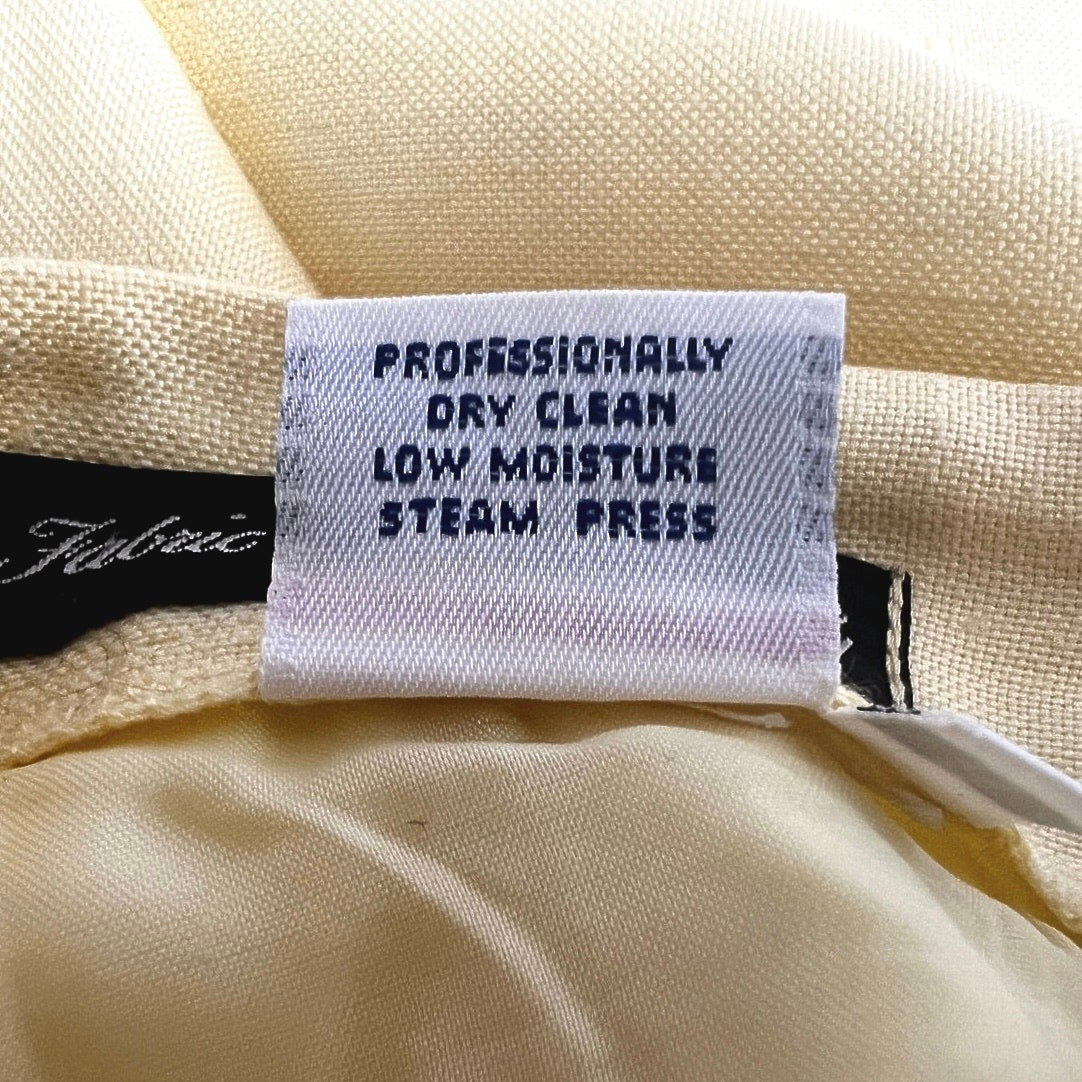 PROFESSIONALLY
DRY CLEAN
LOW MOISTURE
STEAM PRESS
Fabric